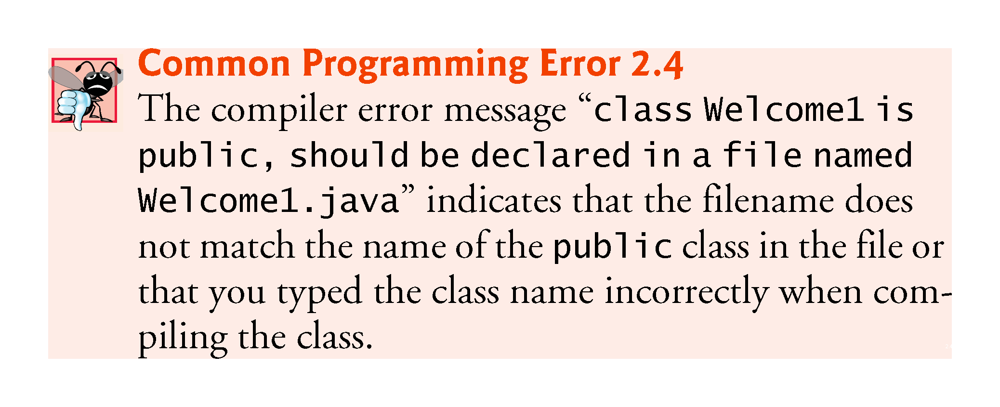 Common Programming Error 2.4
The compiler error message “class Welcome1 is
public, should be declared in a file named
Welcome1.java” indicates that the filename does
not match the name of the public class in the file or
that you typed the class name incorrectly when com-
piling the class.